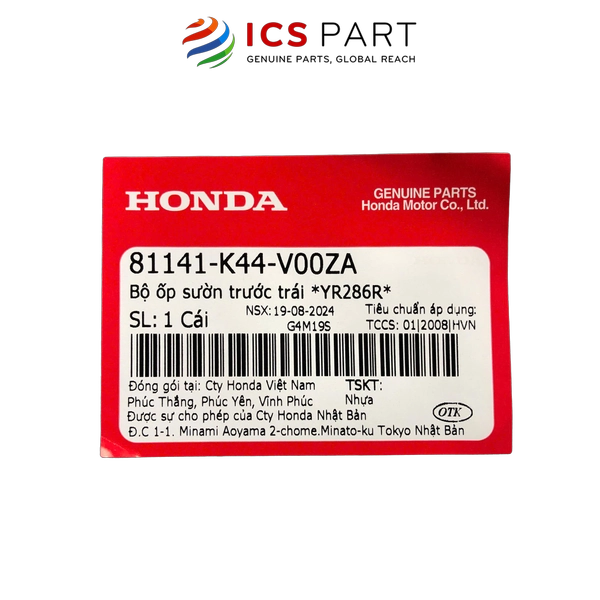 ICS PART
GENUINE PARTS, GLOBAL REACH
HONDA
GENUINE PARTS
Honda Motor Co., Ltd.
81141-K44-V00ZA
Bộ ốp sườn trước trái *YR286R*
SL: 1 Cái
NSX: 19-08-2024
G4M19S
Tiêu chuẩn áp dụng:
TCCS: 01|2008|HVN
Đóng gói tại: Cty Honda Việt Nam
Phúc Thắng, Phúc Yên, Vĩnh Phúc
TSKT:
Nhựa
Được sự cho phép của Cty Honda Nhật Bản
OTK
Đ.C 1-1. Minami Aoyama 2-chome.Minato-ku Tokyo Nhật Bản